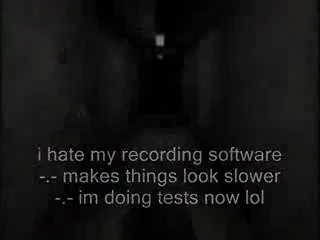 i hate my recording software
-.- makes things look slower
-.- im doing tests now lol